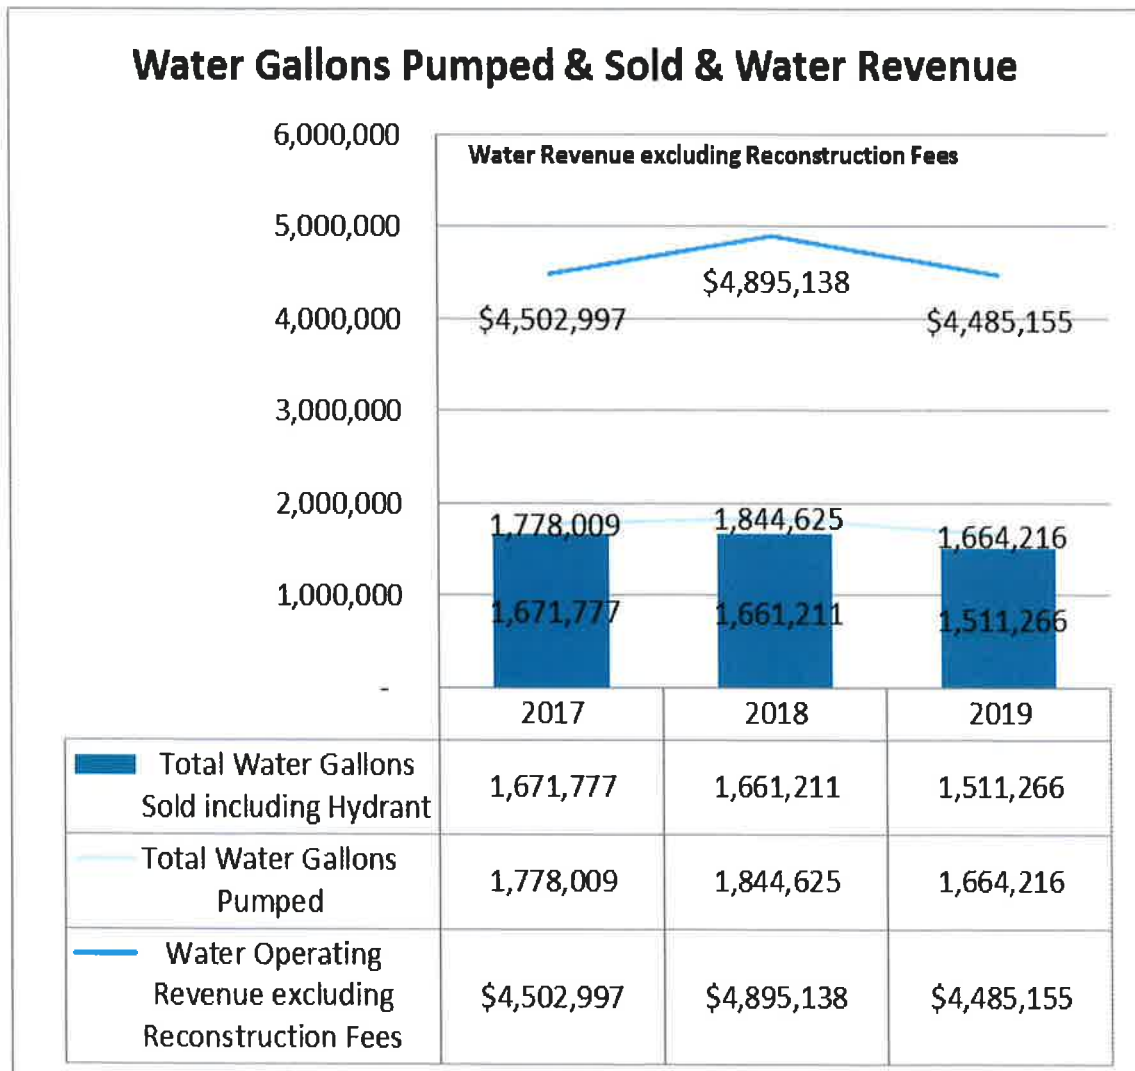 Water Gallons Pumped & Sold & Water Revenue
6,000,000
Water Revenue excluding Reconstruction Fees
5,000,000
$4,895,138
4,000,000
$4,502,997
$4,485,155
3,000,000
2,000,000
1,778,009
1,844,625
1,664,216
1,000,000
1,671,777
1,661,211
1,511,266
-
2017 2018 2019
Total Water Gallons
Sold including Hydrant
1,671,777 1,661,211 1,511,266
Total Water Gallons
Pumped
1,778,009 1,844,625 1,664,216
Water Operating
Revenue excluding
Reconstruction Fees
$4,502,997 $4,895,138 $4,485,155